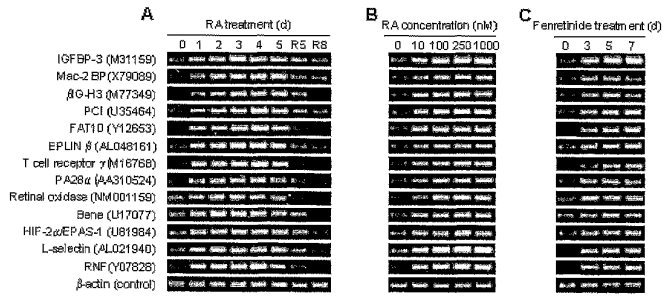 A B C
RA treatment (d) RA concentration (nM) Fenretinide treatment (d)
0 1 2 3 4 5 R5 R8 0 10 100 250 1000 0 3 5 7
IGFBP-3 (M31159)
Mac-2 BP (X79089)
βIG-H3 (M77349)
PCI (U35464)
FAT10 (Y12653)
EPLIN β (AL048161)
T cell receptor γ (M16768)
PA28α (AA310524)
Retinal oxidase (NM001159)
Bene (U17077)
HIF-2α/EPAS-1 (U81984)
L-selectin (AL021940)
RNF (Y07828)
β-actin (control)